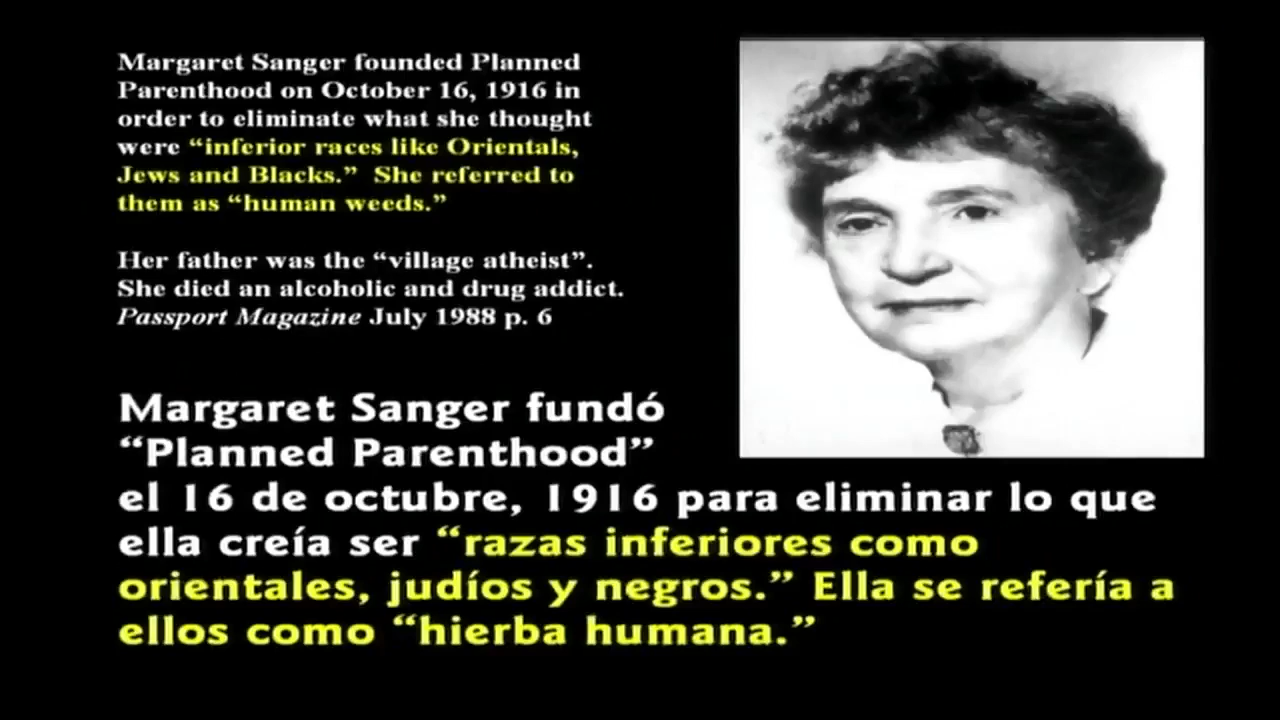 Margaret Sanger founded Planned
Parenthood on October 16, 1916 in
order to eliminate what she thought
were “inferior races like Orientals,
Jews and Blacks.” She referred to
them as “human weeds.”
Her father was the “village atheist”.
She died an alcoholic and drug addict.
Passport Magazine July 1988 p. 6
Margaret Sanger fundó
“Planned Parenthood”
el 16 de octubre, 1916 para eliminar lo que
ella creía ser “razas inferiores como
orientales, judíos y negros.” Ella se refería a
ellos como “hierba humana.”